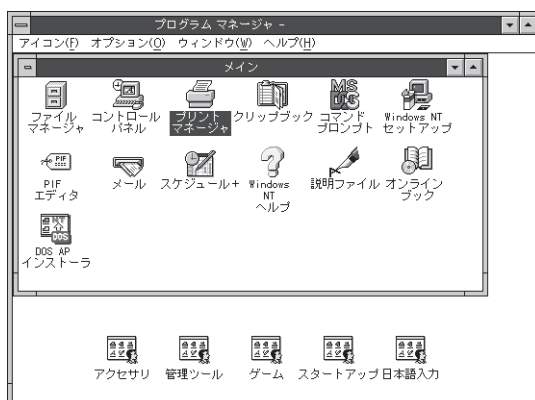 プログラム マネージャ -
アイコン(F) オプション(O) ウィンドウ(W) ヘルプ(H)
メイン
ファイル
マネージャ
コントロール
パネル
プリント
マネージャ
クリップブック
MS
DOS
コマンド
プロンプト
Windows NT
セットアップ
PIF
PIF
エディタ
メール
スケジュール+
Windows
NT
ヘルプ
説明ファイル
オンライン
ブック
DOS
DOS AP
インストーラ
アクセサリ
管理ツール
ゲーム
スタートアップ
日本語入力